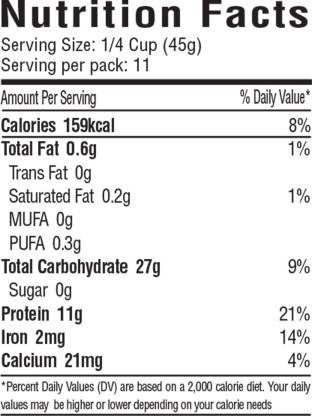 Nutrition Facts
Serving Size: 1/4 Cup (45g)
Serving per pack: 11
Amount Per Serving % Daily Value*
Calories 159kcal 8%
Total Fat 0.6g 1%
Trans Fat 0g
Saturated Fat 0.2g 1%
MUFA 0g
PUFA 0.3g
Total Carbohydrate 27g 9%
Sugar 0g
Protein 11g 21%
Iron 2mg 14%
Calcium 21mg 4%
*Percent Daily Values (DV) are based on a 2,000 calorie diet. Your daily
values may be higher or lower depending on your calorie needs